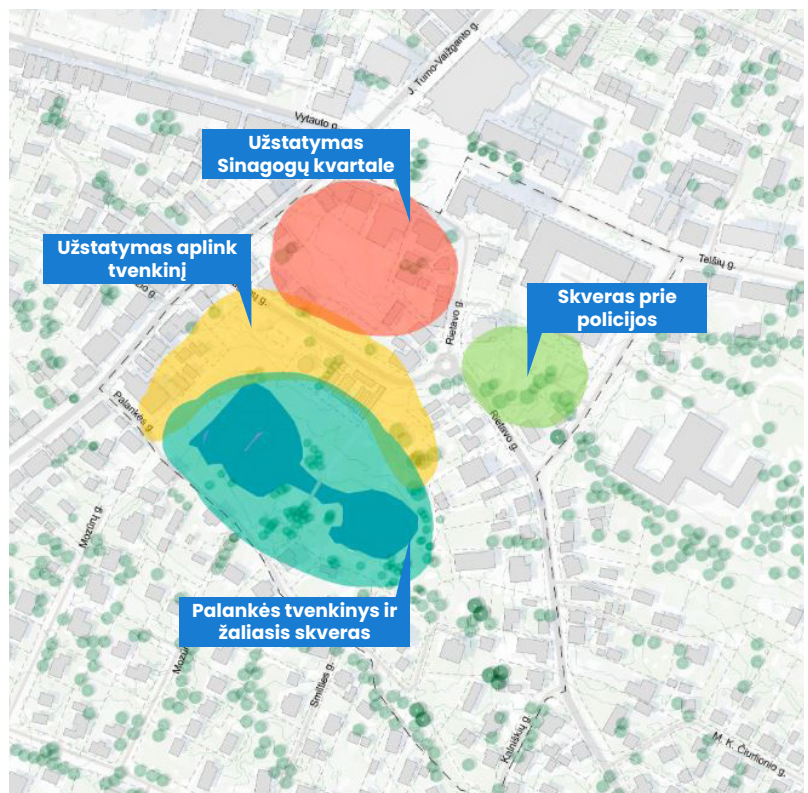 J. Tumo-Vaižganto g.
Vytauto g.
Užstatymas
Sinagogų kvartale
Užstatymas aplink
tvenkinį
Telšių g.
Skveras prie
policijos
Rietavo g.
Palankės g.
Rietavo g.
Mozūrų g.
Palankės tvenkinys ir
žaliasis skveras
Smilties g.
Kalniškių g.
M. K. Čiurlionio g.